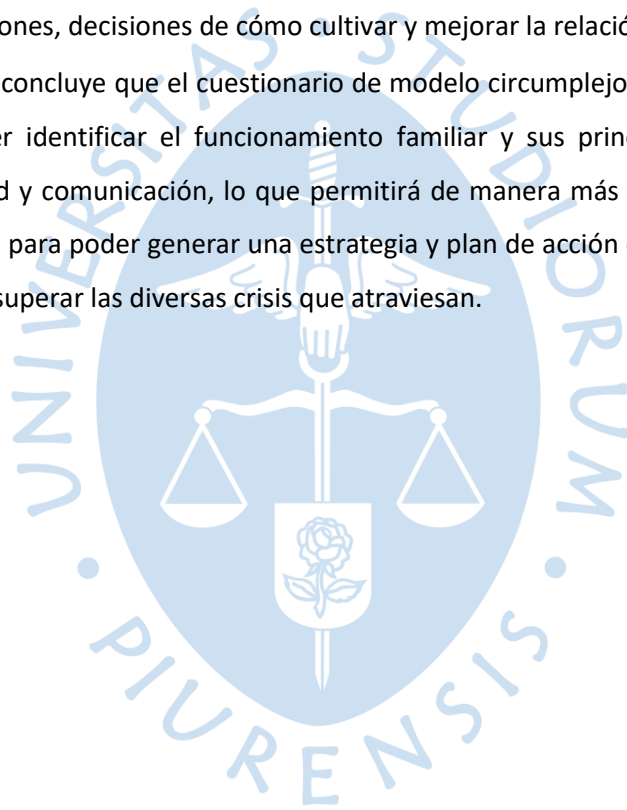 ones, decisiones de cómo cultivar y mejorar la relació
concluye que el cuestionario de modelo circumplejo
er identificar el funcionamiento familiar y sus prin
d y comunicación, lo que permitirá de manera más
para poder generar una estrategia y plan de acción
superar las diversas crisis que atraviesan.
UNIVERSITAS • STUDIORUM • PIURENSIS •